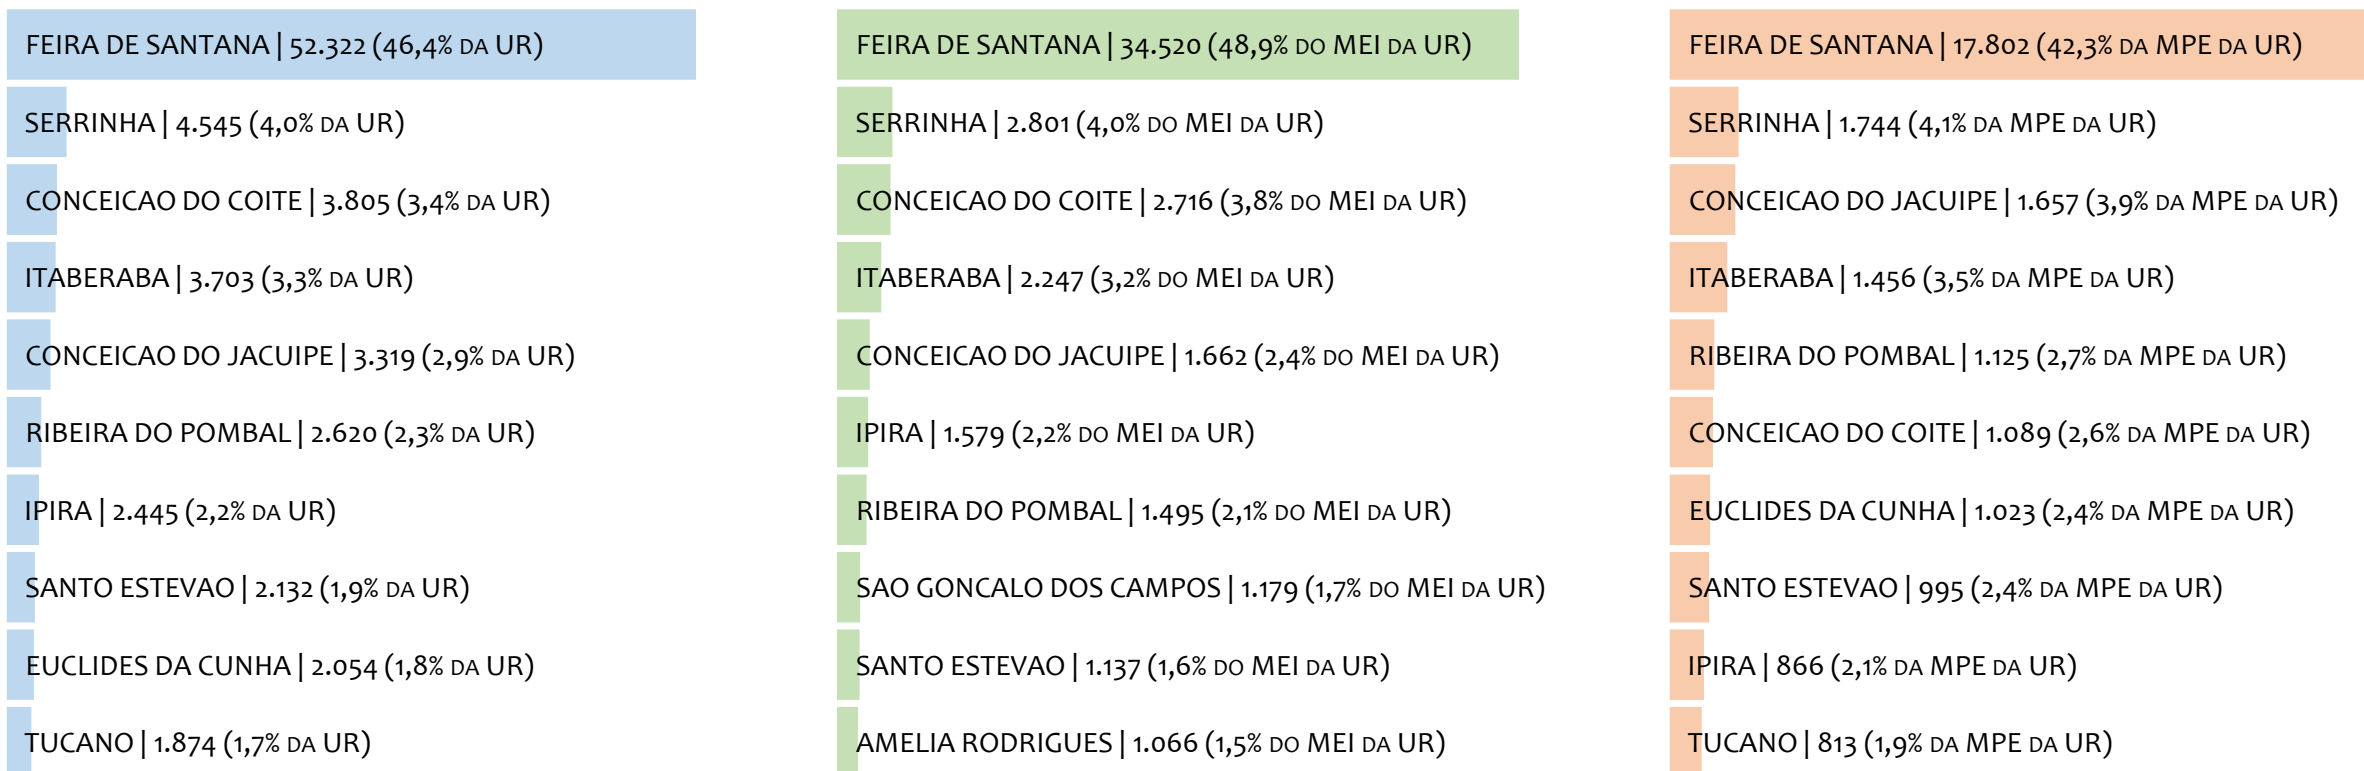 FEIRA DE SANTANA | 52.322 (46,4% DA UR)
SERRINHA | 4.545 (4,0% DA UR)
CONCEICAO DO COITE | 3.805 (3,4% DA UR)
ITABERABA | 3.703 (3,3% DA UR)
CONCEICAO DO JACUIPE | 3.319 (2,9% DA UR)
RIBEIRA DO POMBAL | 2.620 (2,3% DA UR)
IPIRA | 2.445 (2,2% DA UR)
SANTO ESTEVAO | 2.132 (1,9% DA UR)
EUCLIDES DA CUNHA | 2.054 (1,8% DA UR)
TUCANO | 1.874 (1,7% DA UR)
FEIRA DE SANTANA | 34.520 (48,9% DO MEI DA UR)
SERRINHA | 2.801 (4,0% DO MEI DA UR)
CONCEICAO DO COITE | 2.716 (3,8% DO MEI DA UR)
ITABERABA | 2.247 (3,2% DO MEI DA UR)
CONCEICAO DO JACUIPE | 1.662 (2,4% DO MEI DA UR)
IPIRA | 1.579 (2,2% DO MEI DA UR)
RIBEIRA DO POMBAL | 1.495 (2,1% DO MEI DA UR)
SAO GONCALO DOS CAMPOS | 1.179 (1,7% DO MEI DA UR)
SANTO ESTEVAO | 1.137 (1,6% DO MEI DA UR)
AMELIA RODRIGUES | 1.066 (1,5% DO MEI DA UR)
FEIRA DE SANTANA | 17.802 (42,3% DA MPE DA UR)
SERRINHA | 1.744 (4,1% DA MPE DA UR)
CONCEICAO DO JACUIPE | 1.657 (3,9% DA MPE DA UR)
ITABERABA | 1.456 (3,5% DA MPE DA UR)
RIBEIRA DO POMBAL | 1.125 (2,7% DA MPE DA UR)
CONCEICAO DO COITE | 1.089 (2,6% DA MPE DA UR)
EUCLIDES DA CUNHA | 1.023 (2,4% DA MPE DA UR)
SANTO ESTEVAO | 995 (2,4% DA MPE DA UR)
IPIRA | 866 (2,1% DA MPE DA UR)
TUCANO | 813 (1,9% DA MPE DA UR)